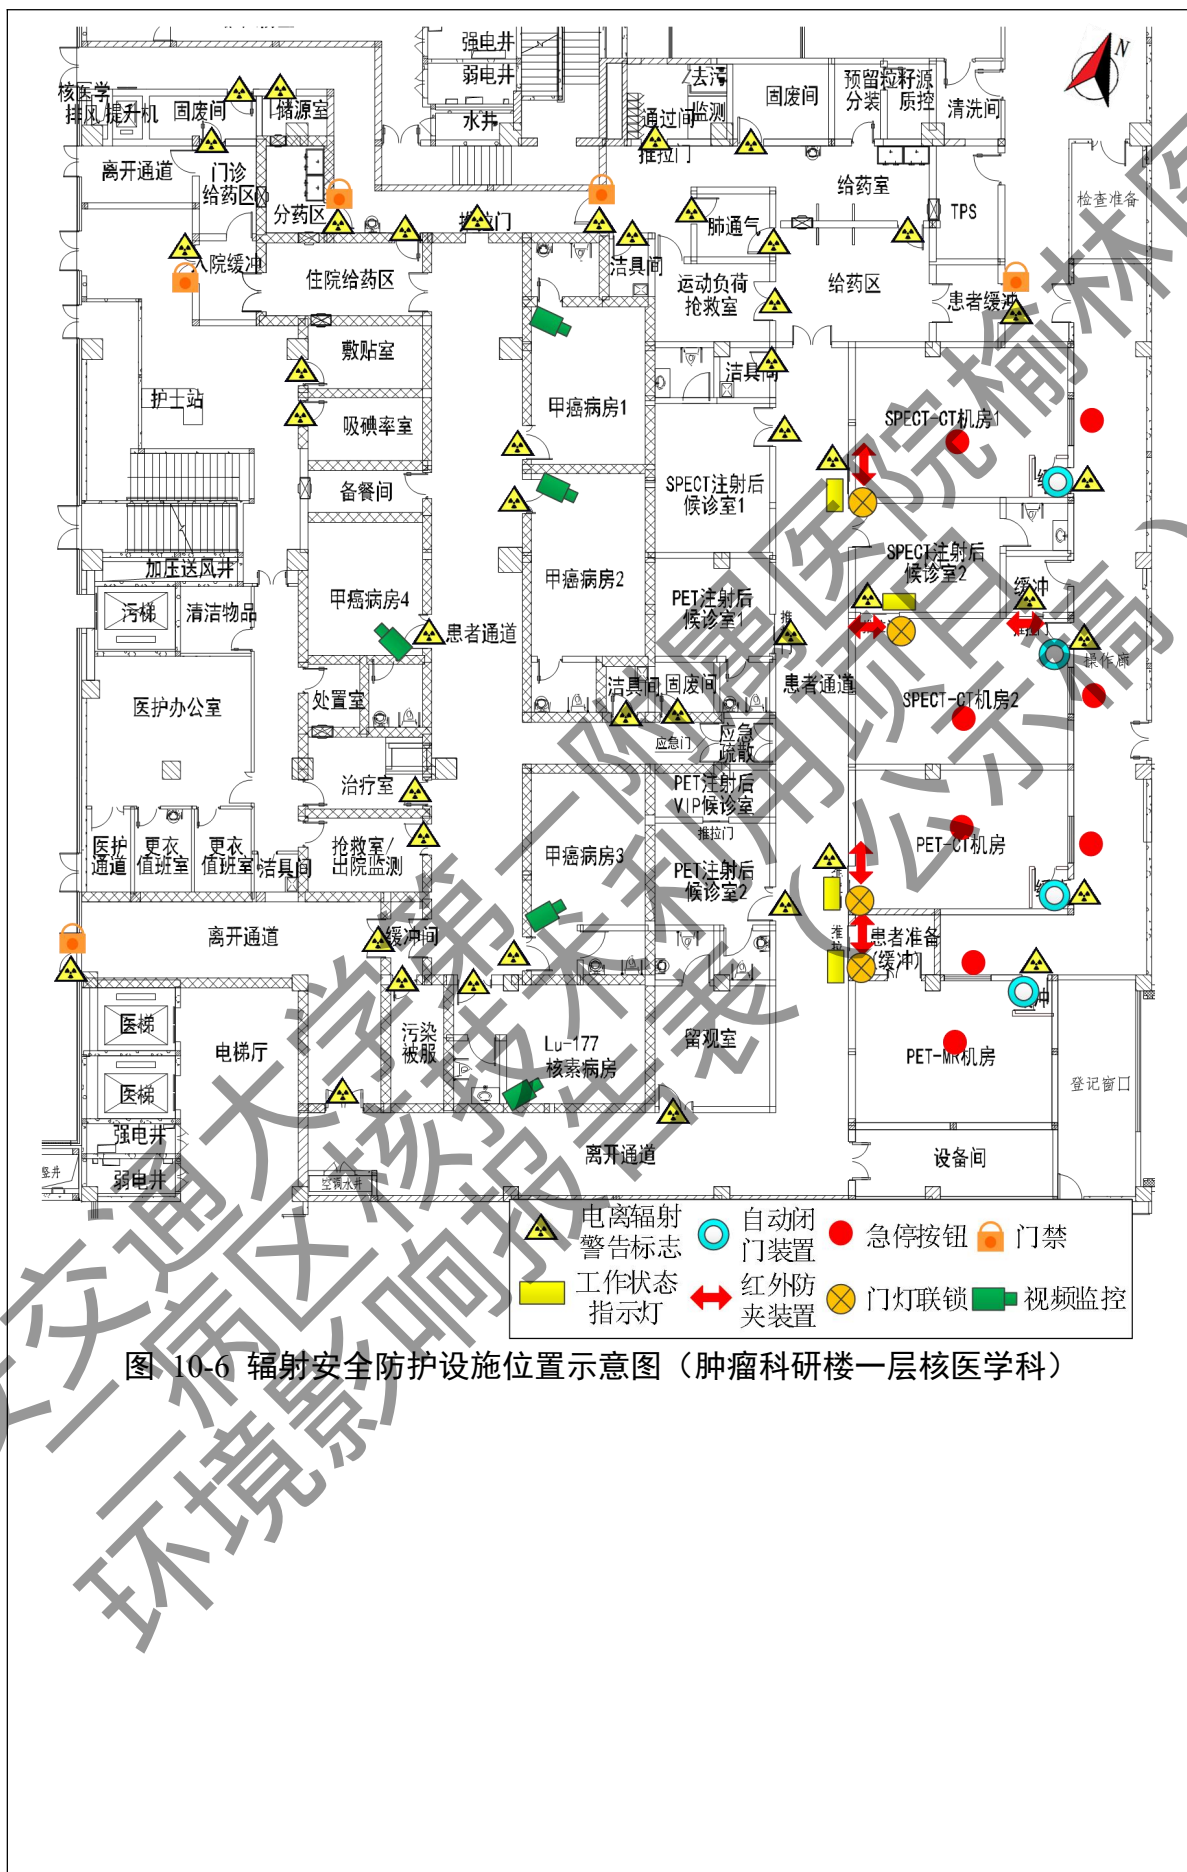 强电井
弱电井
水井
去污
监测
通过间
推拉门
固废间
预留粒籽源
分装 质控
清洗间
N
核医学
排风
提升机
固废间
储源室
离开通道
门诊
给药区
分药区
给药室
TPS
检查准备
入院缓冲
住院给药区
洁具间
肺通气
运动负荷
抢救室
给药区
患者缓冲
敷贴室
护士站
吸碘率室
甲癌病房1
洁具间
SPECT-CT机房1
备餐间
SPECT注射后
候诊室1
加压送风井
污梯
清洁物品
甲癌病房4
患者通道
甲癌病房2
PET注射后
候诊室1
SPECT注射后
候诊室2
缓冲
操作廊
医护办公室
处置室
洁具间
固废间
患者通道
SPECT-CT机房2
应急门
应急
疏散
治疗室
PET注射后
VIP候诊室
推拉门
医护
通道
更衣
值班室
更衣
值班室
洁具间
抢救室/
出院监测
甲癌病房3
PET注射后
候诊室2
PET-CT机房
离开通道
缓冲间
患者准备
(缓冲)
医梯
电梯厅
污染
被服
Lu-177
核素病房
留观室
PET-MR机房
医梯
登记窗口
强电井
弱电井
竖井
空调水井
离开通道
设备间
电离辐射
警告标志
自动闭
门装置
急停按钮
门禁
工作状态
指示灯
红外防
夹装置
门灯联锁
视频监控
图 10-6 辐射安全防护设施位置示意图（肿瘤科研楼一层核医学科）
交通大学第二附属医院榆林医
病区核技术利用项目
环境影响报告表（公示稿）